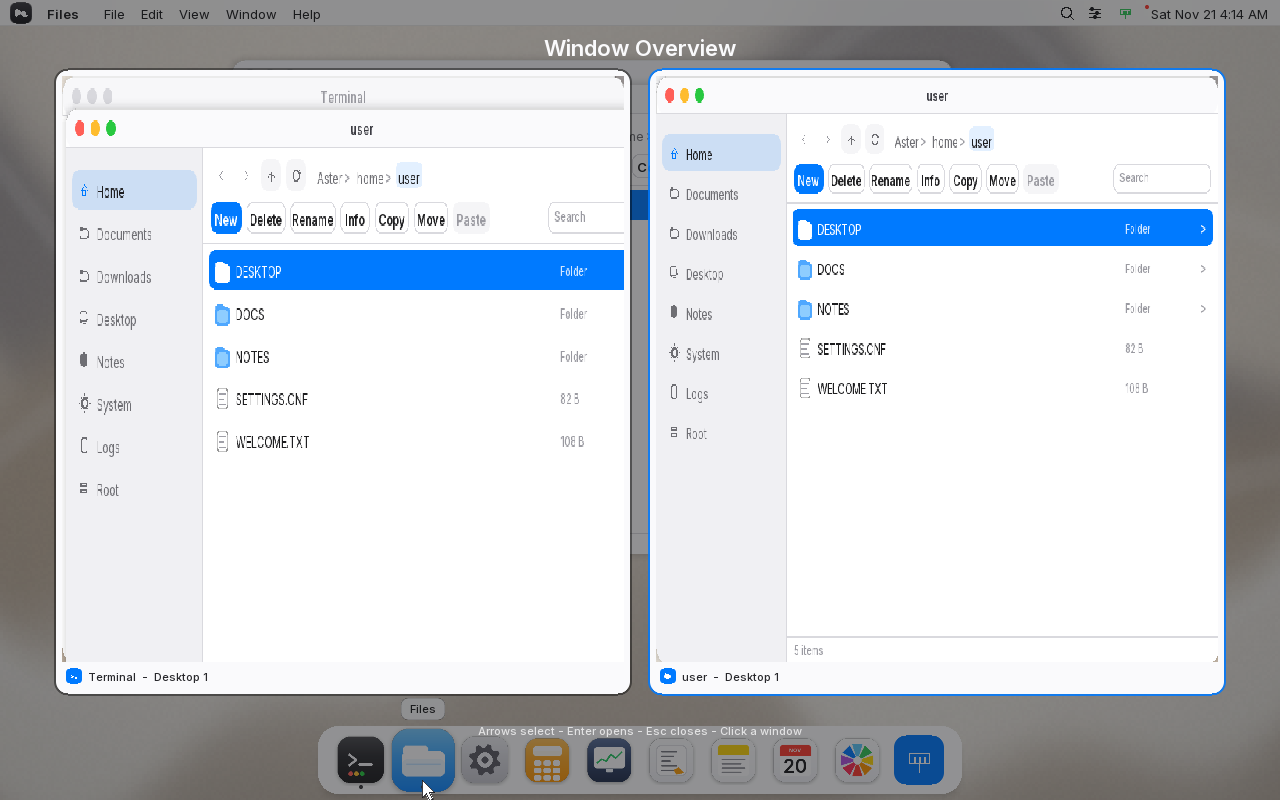 Files File Edit View Window Help Sat Nov 21 4:14 AM
Window Overview
Terminal
user
Aster> home> user
New Delete Rename Info Copy Move Paste Search
Home
Documents
Downloads
Desktop
Notes
System
Logs
Root
DESKTOP Folder
DOCS Folder
NOTES Folder
SETTINGS.CNF 82 B
WELCOME.TXT 108 B
Terminal - Desktop 1
user
Aster> home> user
New Delete Rename Info Copy Move Paste Search
Home
Documents
Downloads
Desktop
Notes
System
Logs
Root
DESKTOP Folder >
DOCS Folder >
NOTES Folder >
SETTINGS.CNF 82 B
WELCOME.TXT 108 B
5 items
user - Desktop 1
Files
Arrows select - Enter opens - Esc closes - Click a window
NOV
20